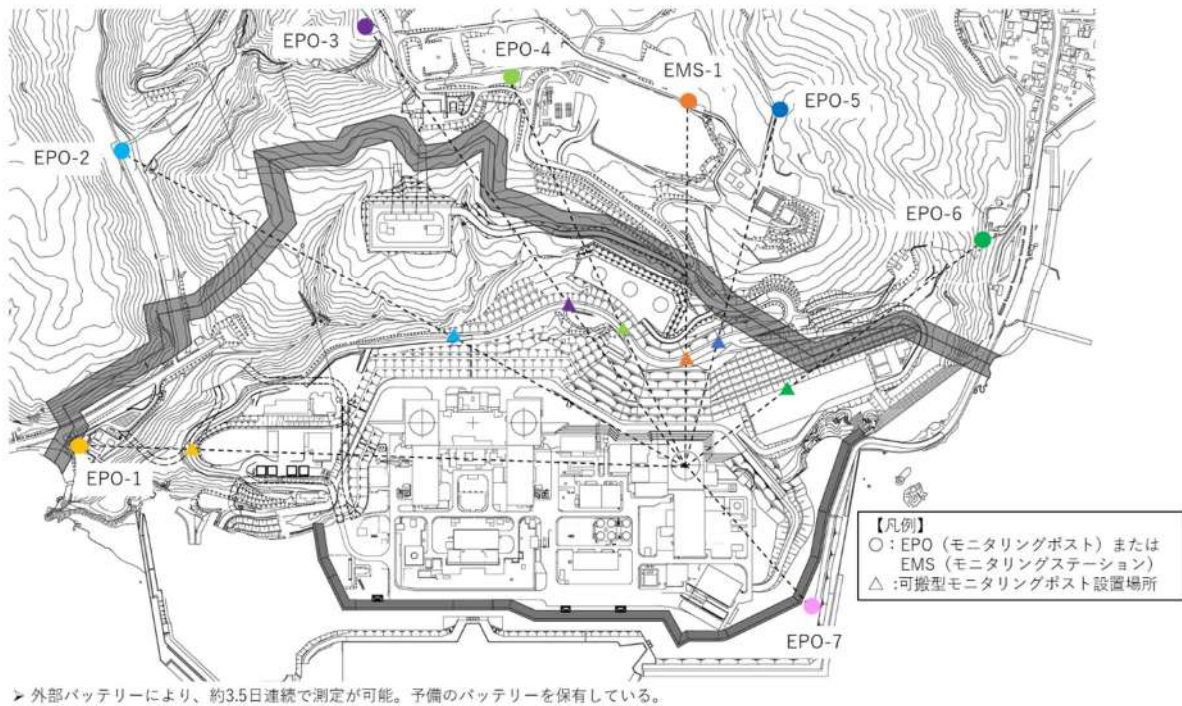 EPO-3
EPO-4
EMS-1
EPO-5
EPO-2
EPO-6
EPO-1
【凡例】
○：EPO（モニタリングポスト）または
EMS（モニタリングステーション）
△：可搬型モニタリングポスト設置場所
EPO-7
➢ 外部バッテリーにより、約3.5日連続で測定が可能。予備のバッテリーを保有している。